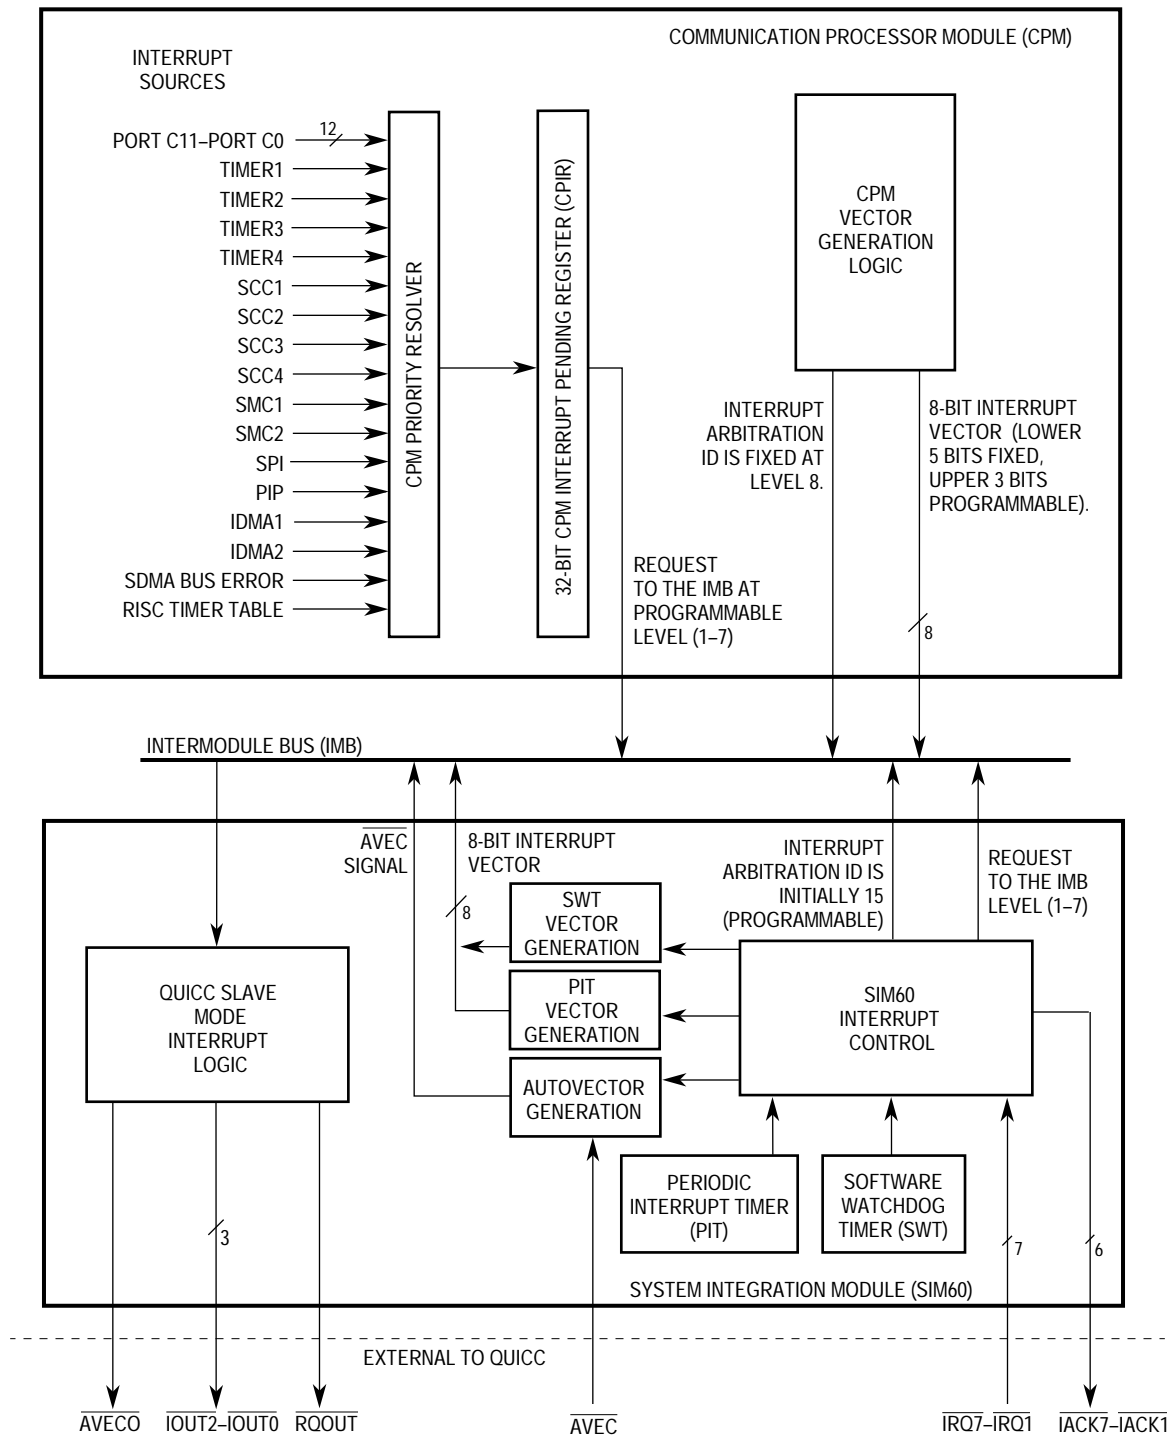 COMMUNICATION PROCESSOR MODULE (CPM)
INTERRUPT
SOURCES
PORT C11–PORT C0
12
TIMER1
TIMER2
TIMER3
TIMER4
SCC1
SCC2
SCC3
SCC4
SMC1
SMC2
SPI
PIP
IDMA1
IDMA2
SDMA BUS ERROR
RISC TIMER TABLE
CPM PRIORITY RESOLVER
32-BIT CPM INTERRUPT PENDING REGISTER (CPIR)
CPM
VECTOR
GENERATION
LOGIC
INTERRUPT
ARBITRATION
ID IS FIXED AT
LEVEL 8.
8-BIT INTERRUPT
VECTOR (LOWER
5 BITS FIXED,
UPPER 3 BITS
PROGRAMMABLE).
REQUEST
TO THE IMB AT
PROGRAMMABLE
LEVEL (1–7)
8
INTERMODULE BUS (IMB)
AVEC
SIGNAL
8-BIT INTERRUPT
VECTOR
8
INTERRUPT
ARBITRATION ID IS
INITIALLY 15
(PROGRAMMABLE)
REQUEST
TO THE IMB
LEVEL (1–7)
SWT
VECTOR
GENERATION
PIT
VECTOR
GENERATION
AUTOVECTOR
GENERATION
QUICC SLAVE
MODE
INTERRUPT
LOGIC
SIM60
INTERRUPT
CONTROL
PERIODIC
INTERRUPT TIMER
(PIT)
SOFTWARE
WATCHDOG
TIMER (SWT)
3
7
6
SYSTEM INTEGRATION MODULE (SIM60)
EXTERNAL TO QUICC
AVECO
IOUT2–IOUT0
RQOUT
AVEC
IRQ7–IRQ1
IACK7–IACK1